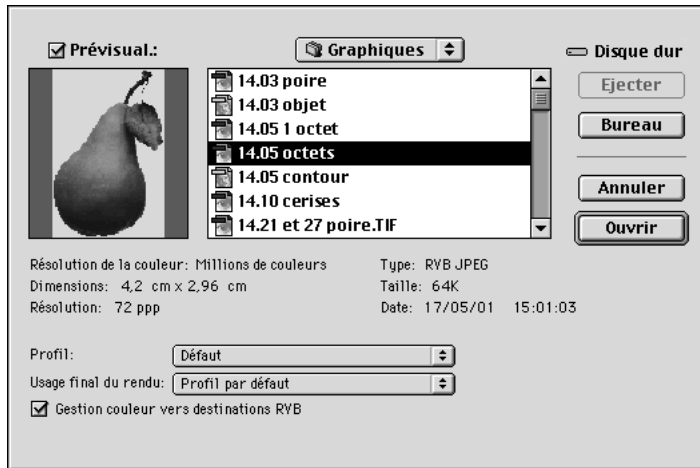 Prévisual.:
Graphiques
Disque dur
14.03 poire
14.03 objet
14.05 1 octet
14.05 octets
14.05 contour
14.10 cerises
14.21 et 27 poire.TIF
Ejecter
Bureau
Annuler
Ouvrir
Résolution de la couleur: Millions de couleurs
Dimensions: 4,2 cm x 2,96 cm
Résolution: 72 ppp
Type: RVB JPEG
Taille: 64K
Date: 17/05/01 15:01:03
Profil: Défaut
Usage final du rendu: Profil par défaut
Gestion couleur vers destinations RVB